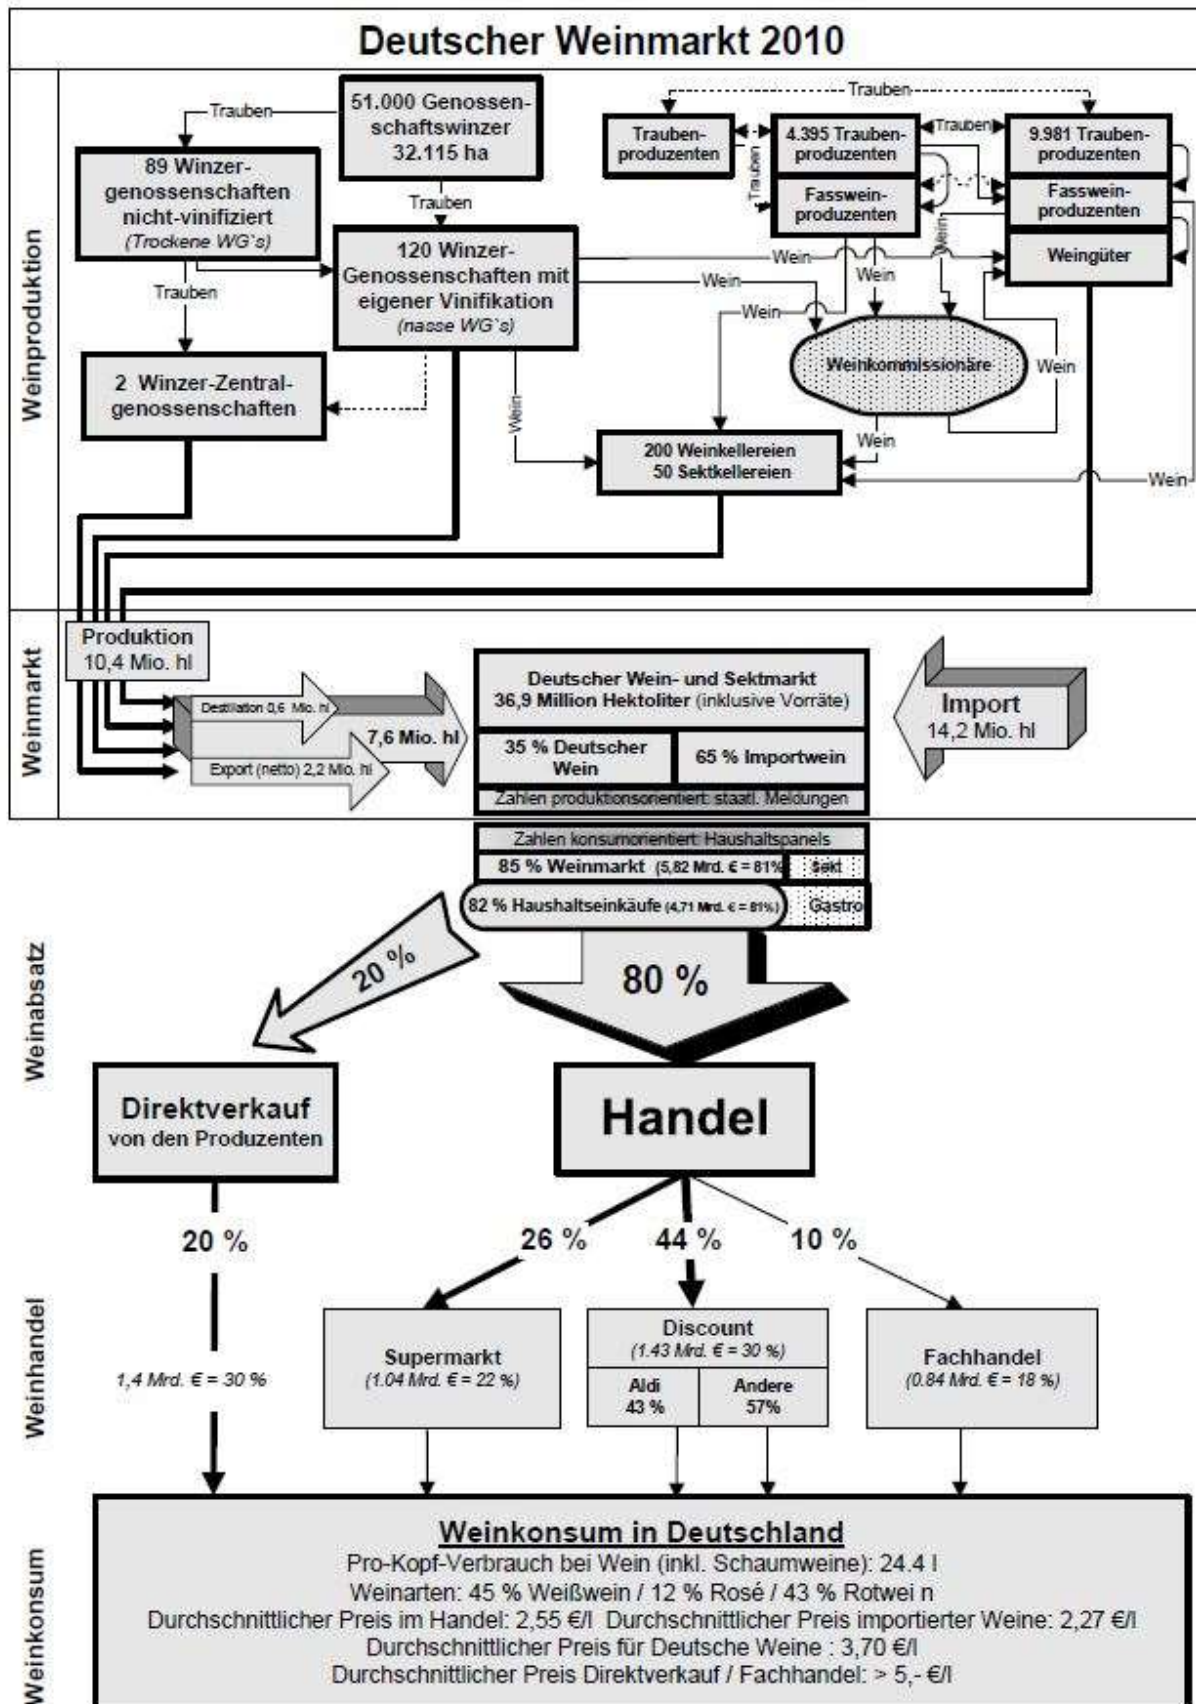 Deutscher Weinmarkt 2010
Weinproduktion
Trauben
51.000 Genossen-
schaftswinzer
32.115 ha
Trauben
89 Winzer-
genossenschaften
nicht-vinifiziert
(Trockene WG`s)
Trauben
Trauben
120 Winzer-
Genossenschaften mit
eigener Vinifikation
(nasse WG`s)
2 Winzer-Zentral-
genossenschaften
Trauben
Trauben-
produzenten
Trauben
4.395 Trauben-
produzenten
Fasswein-
produzenten
Trauben
9.981 Trauben-
produzenten
Fasswein-
produzenten
Weingüter
Wein
Wein
Wein
Wein
Wein
Weinkommissionäre
Wein
Wein
Wein
Wein
200 Weinkellereien
50 Sektkellereien
Weinmarkt
Produktion
10,4 Mio. hl
Destillation 0,6 Mio. hl
7,6 Mio. hl
Export (netto) 2,2 Mio. hl
Deutscher Wein- und Sektmarkt
36,9 Million Hektoliter (inklusive Vorräte)
35 % Deutscher
Wein
65 % Importwein
Zahlen produktionsorientiert: staatl. Meldungen
Import
14,2 Mio. hl
Zahlen konsumorientiert: Haushaltspanels
85 % Weinmarkt (5,82 Mrd. € = 81%
Sekt
82 % Haushaltseinkäufe (4,71 Mrd. € = 81%)
Gastro
Weinabsatz
20 %
80 %
Direktverkauf
von den Produzenten
Handel
20 %
26 %
44 %
10 %
Weinhandel
1,4 Mrd. € = 30 %
Supermarkt
(1.04 Mrd. € = 22 %)
Discount
(1.43 Mrd. € = 30 %)
Aldi
43 %
Andere
57%
Fachhandel
(0.84 Mrd. € = 18 %)
Weinkonsum
Weinkonsum in Deutschland
Pro-Kopf-Verbrauch bei Wein (inkl. Schaumweine): 24.4 l
Weinarten: 45 % Weißwein / 12 % Rosé / 43 % Rotwei n
Durchschnittlicher Preis im Handel: 2,55 €/l Durchschnittlicher Preis importierter Weine: 2,27 €/l
Durchschnittlicher Preis für Deutsche Weine : 3,70 €/l
Durchschnittlicher Preis Direktverkauf / Fachhandel: > 5,- €/l